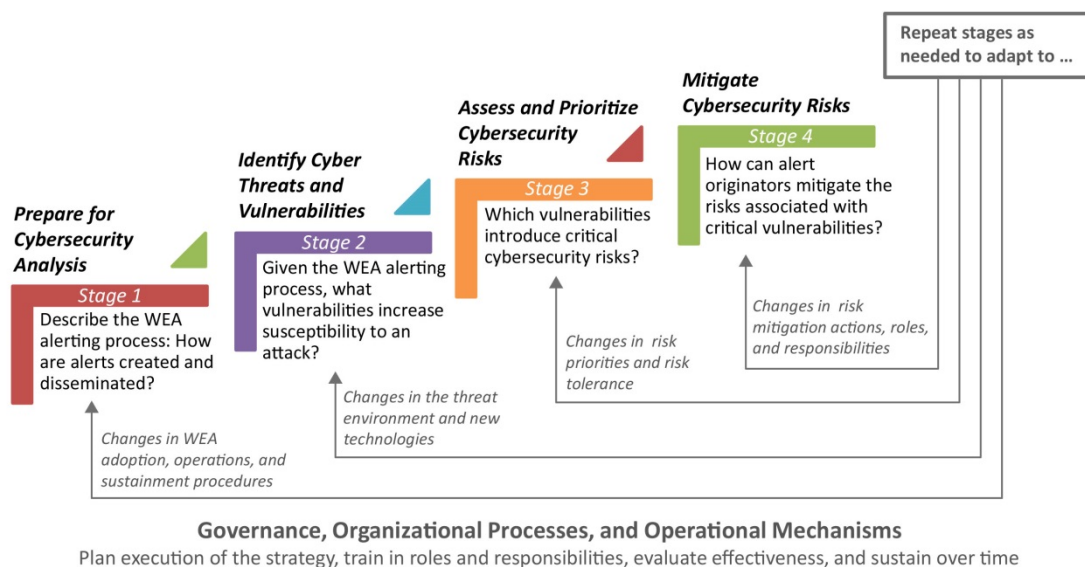 Repeat stages as
needed to adapt to ...
Prepare for
Cybersecurity
Analysis
Stage 1
Describe the WEA
alerting process: How
are alerts created and
disseminated?
Changes in WEA
adoption, operations, and
sustainment procedures
Identify Cyber
Threats and
Vulnerabilities
Stage 2
Given the WEA alerting
process, what
vulnerabilities increase
susceptibility to an
attack?
Changes in the threat
environment and new
technologies
Assess and Prioritize
Cybersecurity
Risks
Stage 3
Which vulnerabilities
introduce critical
cybersecurity risks?
Changes in risk
priorities and risk
tolerance
Mitigate
Cybersecurity Risks
Stage 4
How can alert
originators mitigate the
risks associated with
critical vulnerabilities?
Changes in risk
mitigation actions, roles,
and responsibilities
Governance, Organizational Processes, and Operational Mechanisms
Plan execution of the strategy, train in roles and responsibilities, evaluate effectiveness, and sustain over time